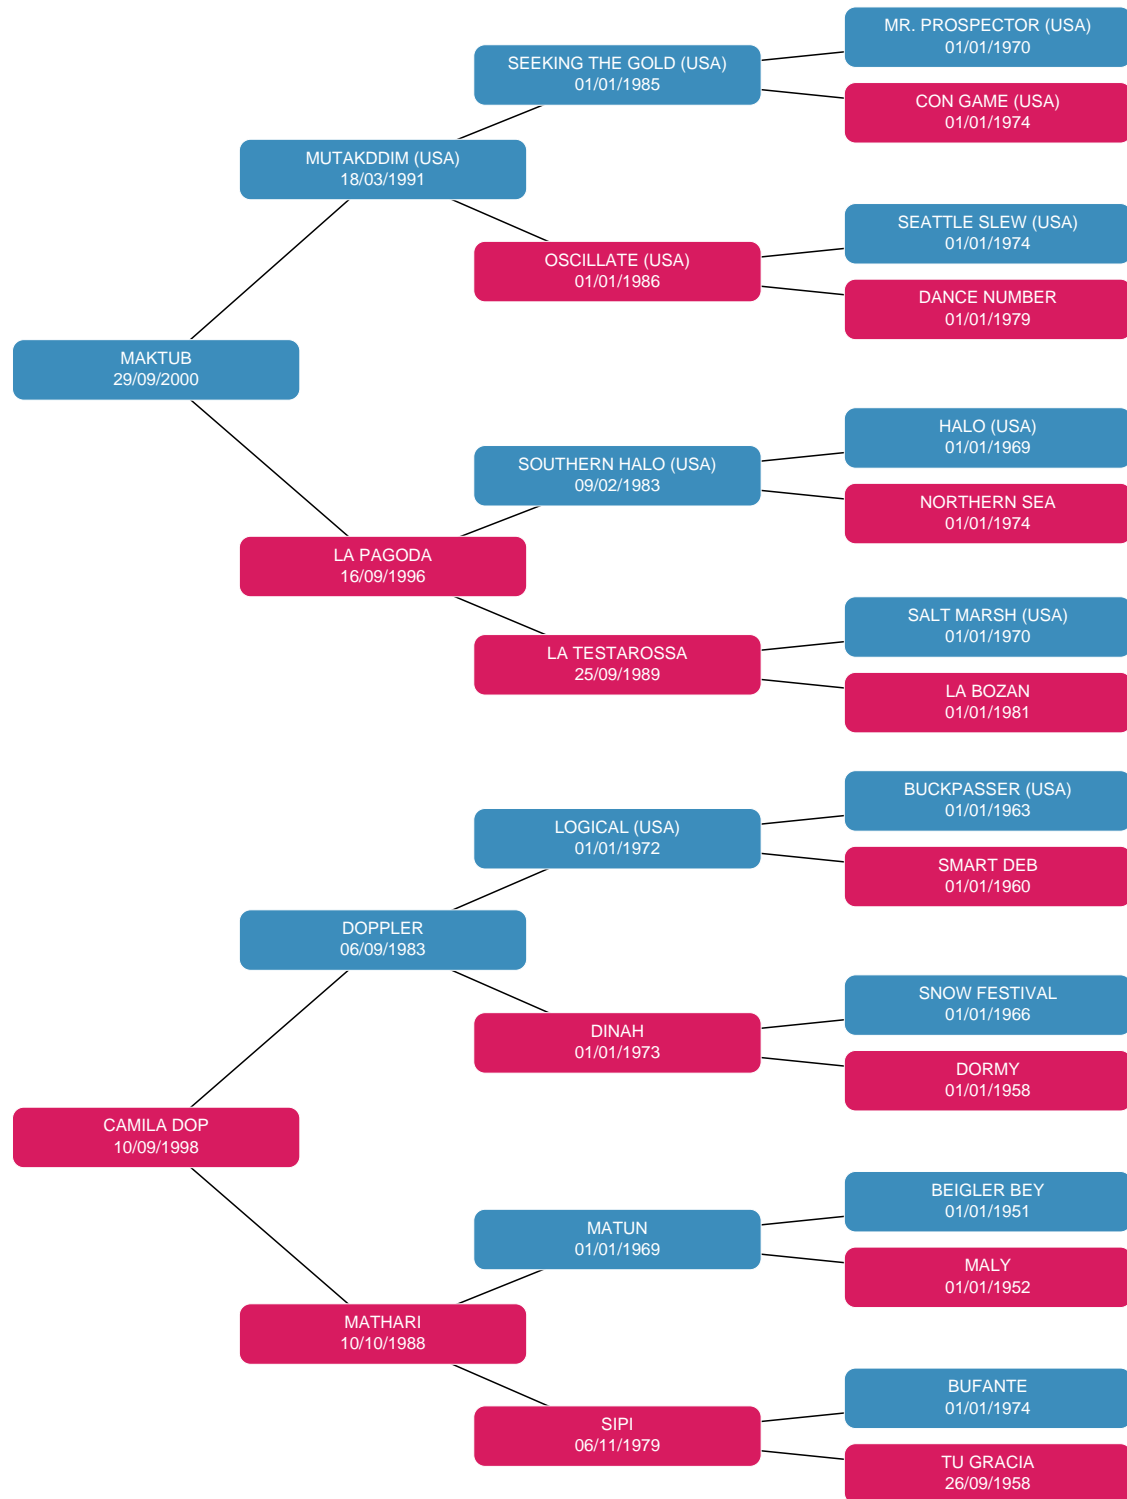 MR. PROSPECTOR (USA)
01/01/1970
SEEKING THE GOLD (USA)
01/01/1985
CON GAME (USA)
01/01/1974
MUTAKDDIM (USA)
18/03/1991
SEATTLE SLEW (USA)
01/01/1974
OSCILLATE (USA)
01/01/1986
DANCE NUMBER
01/01/1979
MAKTUB
29/09/2000
HALO (USA)
01/01/1969
SOUTHERN HALO (USA)
09/02/1983
NORTHERN SEA
01/01/1974
LA PAGODA
16/09/1996
SALT MARSH (USA)
01/01/1970
LA TESTAROSSA
25/09/1989
LA BOZAN
01/01/1981
BUCKPASSER (USA)
01/01/1963
LOGICAL (USA)
01/01/1972
SMART DEB
01/01/1960
DOPPLER
06/09/1983
SNOW FESTIVAL
01/01/1966
DINAH
01/01/1973
DORMY
01/01/1958
CAMILA DOP
10/09/1998
BEIGLER BEY
01/01/1951
MATUN
01/01/1969
MALY
01/01/1952
MATHARI
10/10/1988
BUFANTE
01/01/1974
SIPI
06/11/1979
TU GRACIA
26/09/1958